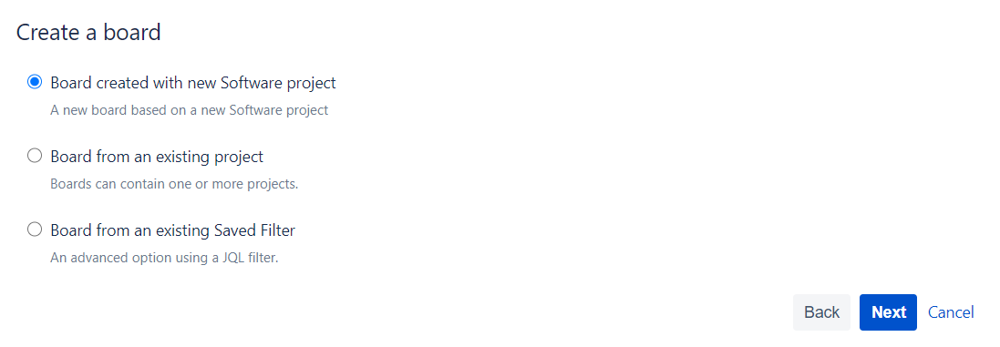 Create a board
Board created with new Software project
A new board based on a new Software project
Board from an existing project
Boards can contain one or more projects.
Board from an existing Saved Filter
An advanced option using a JQL filter.
Back Next Cancel